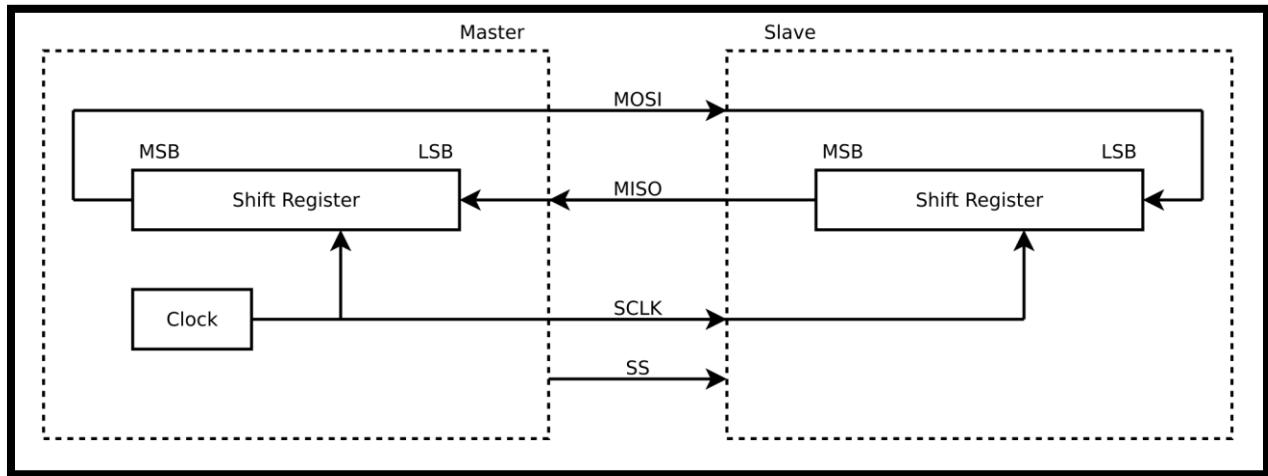 Master
Slave
MOSI
MSB
LSB
MSB
LSB
Shift Register
MISO
Shift Register
Clock
SCLK
SS